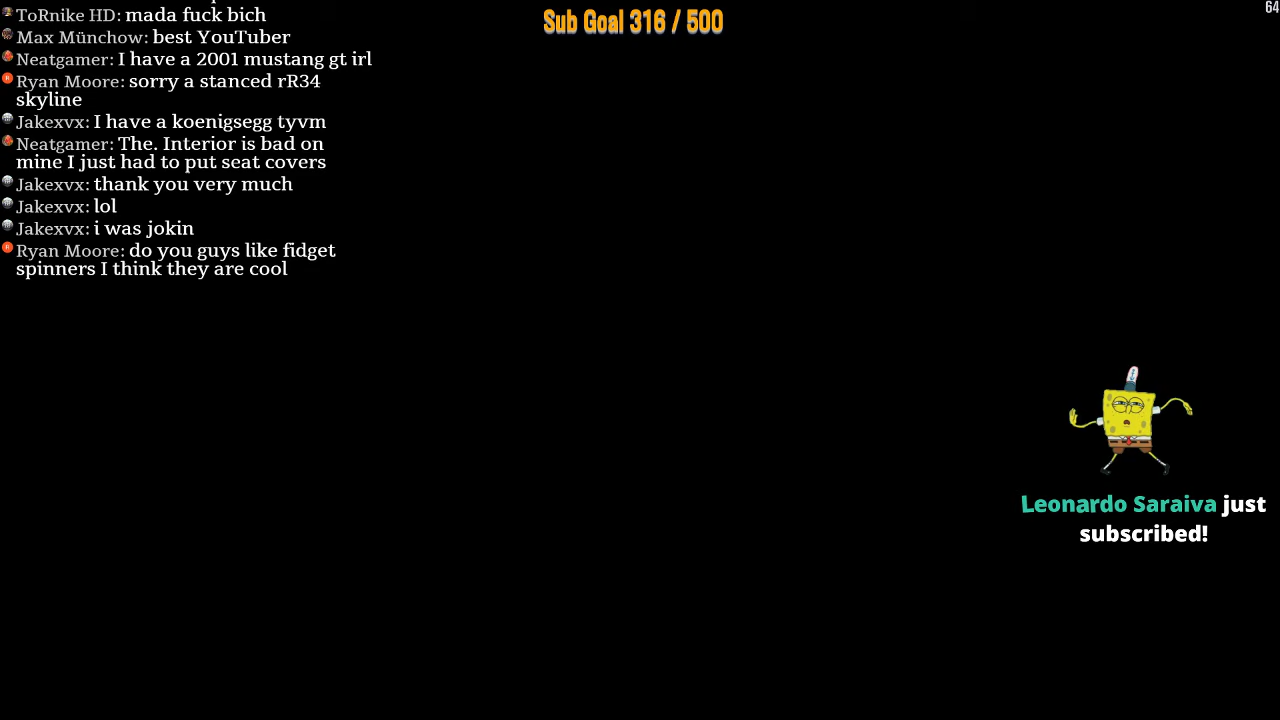 ToRnike HD: mada fuck bich
Sub Goal 316 / 500
64
Max Münchow: best YouTuber
Neatgamer: I have a 2001 mustang gt irl
Ryan Moore: sorry a stanced rR34
skyline
Jakexvx: I have a koenigsegg tyvm
Neatgamer: The. Interior is bad on
mine I just had to put seat covers
Jakexvx: thank you very much
Jakexvx: lol
Jakexvx: i was jokin
Ryan Moore: do you guys like fidget
spinners I think they are cool
Leonardo Saraiva just
subscribed!